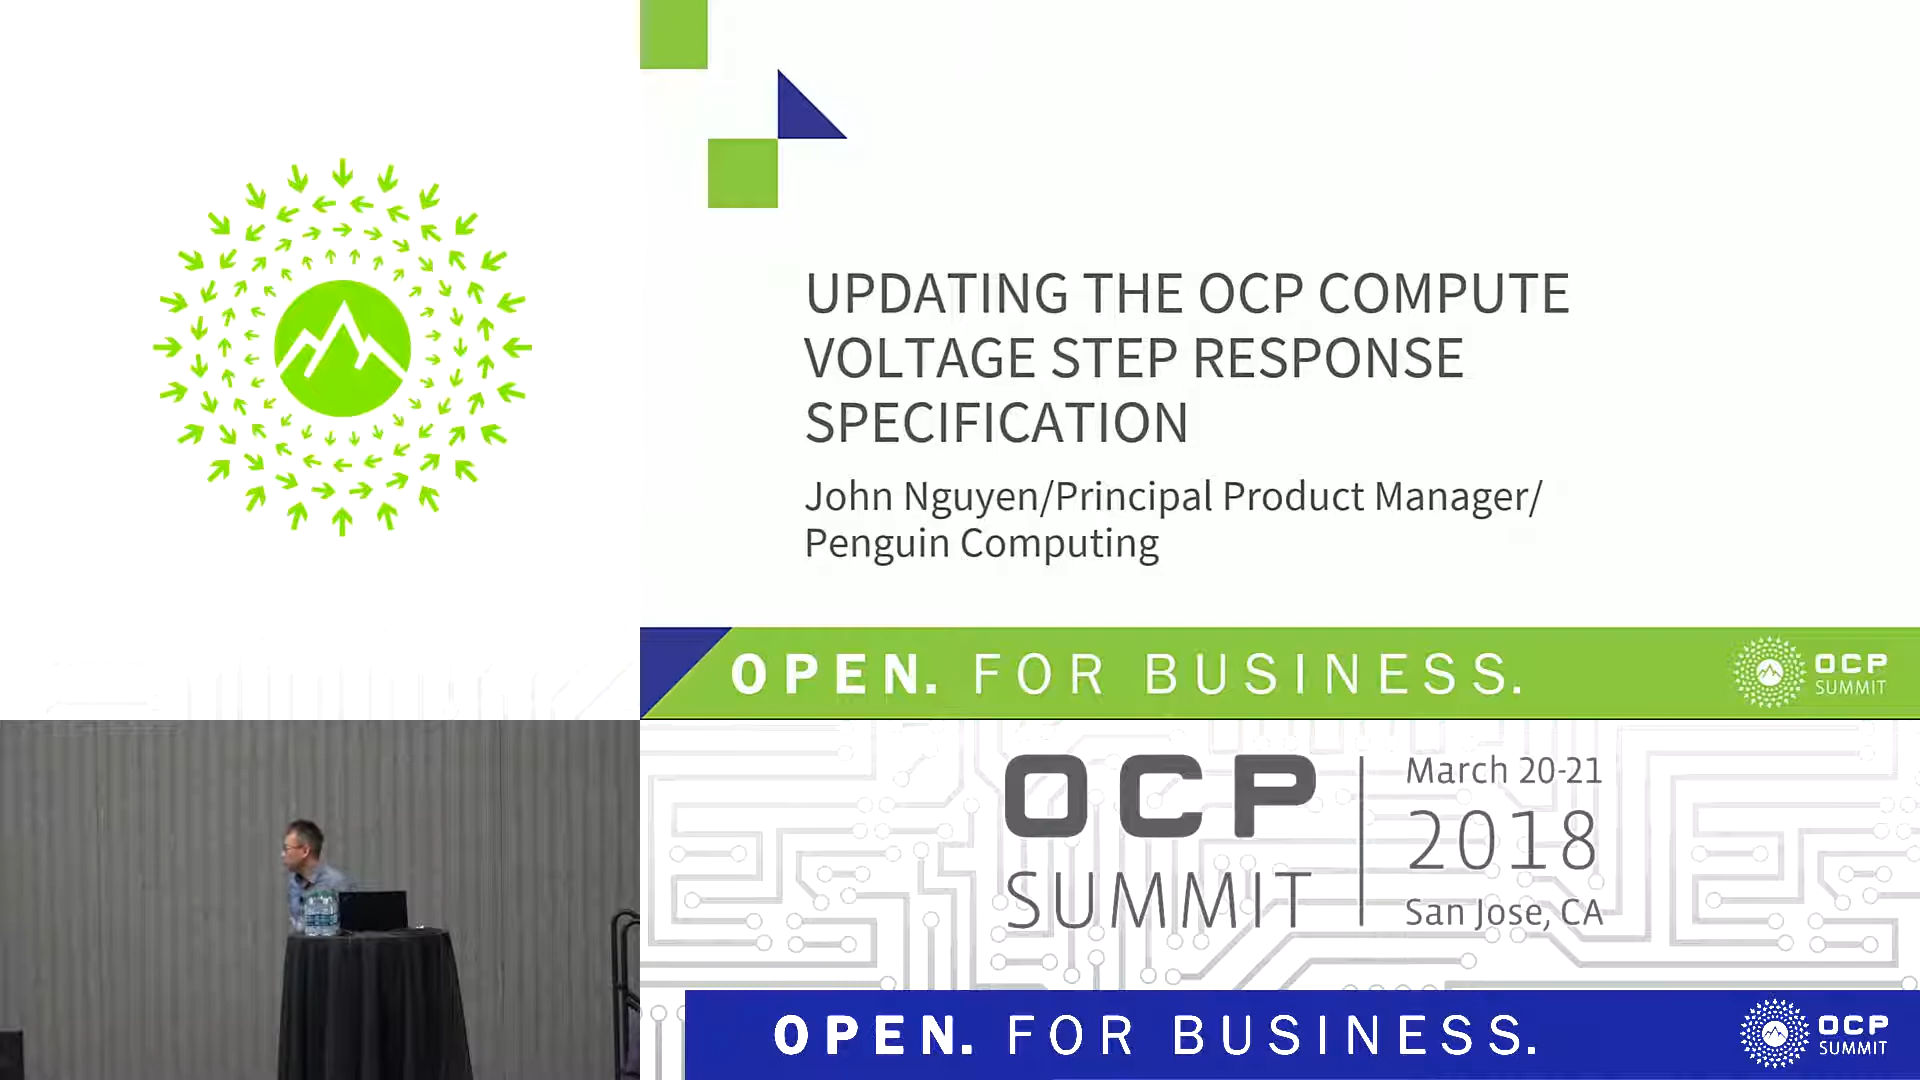 UPDATING THE OCP COMPUTE
VOLTAGE STEP RESPONSE
SPECIFICATION
John Nguyen/Principal Product Manager/
Penguin Computing
OPEN. FOR BUSINESS.
OCP
SUMMIT
OCP
SUMMIT
March 20-21
2018
San Jose, CA
OPEN. FOR BUSINESS.
OCP
SUMMIT